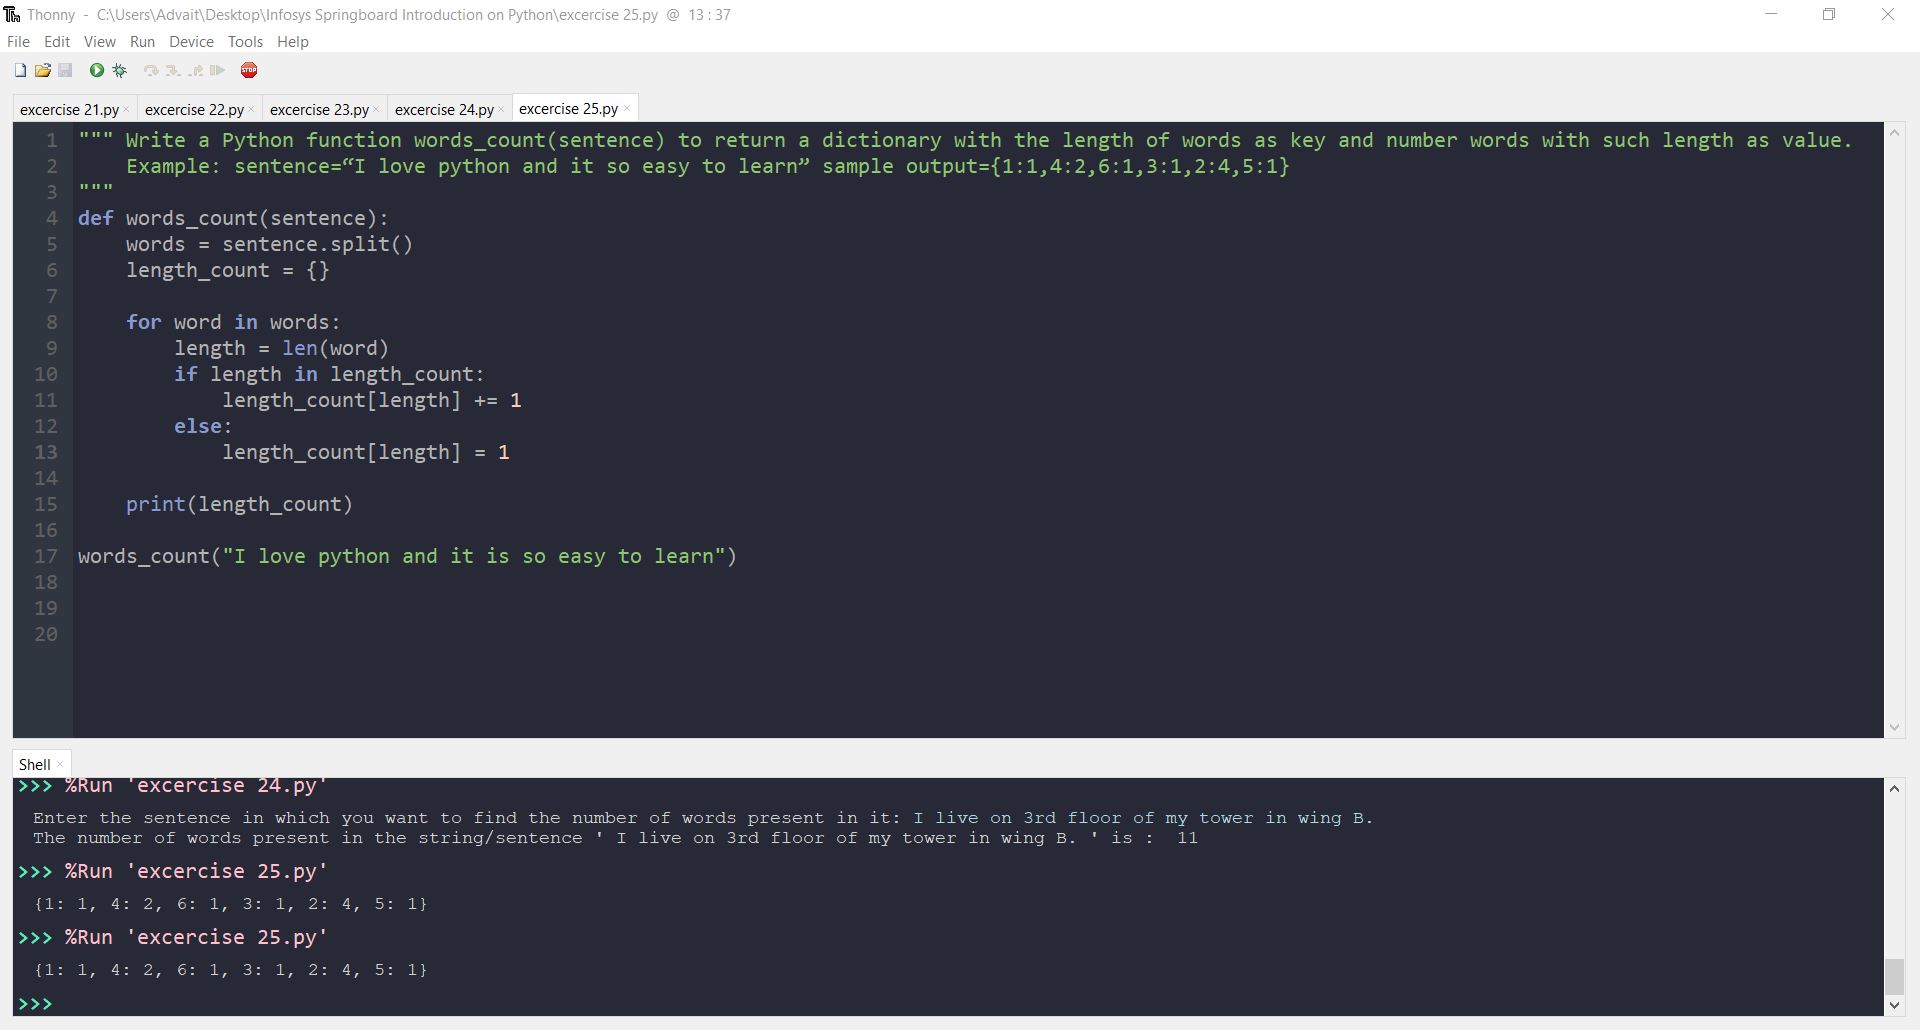 Thonny - C:\Users\Advait\Desktop\Infosys Springboard Introduction on Python\excercise 25.py @ 13 : 37
File Edit View Run Device Tools Help
STOP
excercise 21.py × excercise 22.py × excercise 23.py × excercise 24.py × excercise 25.py ×
1 """ Write a Python function words_count(sentence) to return a dictionary with the length of words as key and number words with such length as value.
2     Example: sentence=“I love python and it so easy to learn” sample output={1:1,4:2,6:1,3:1,2:4,5:1}
3 """
4 def words_count(sentence):
5     words = sentence.split()
6     length_count = {}
7
8     for word in words:
9         length = len(word)
10         if length in length_count:
11             length_count[length] += 1
12         else:
13             length_count[length] = 1
14
15     print(length_count)
16
17 words_count("I love python and it is so easy to learn")
18
19
20
Shell ×
>>> %Run 'excercise 24.py'
Enter the sentence in which you want to find the number of words present in it: I live on 3rd floor of my tower in wing B.
The number of words present in the string/sentence ' I live on 3rd floor of my tower in wing B. ' is :  11
>>> %Run 'excercise 25.py'
{1: 1, 4: 2, 6: 1, 3: 1, 2: 4, 5: 1}
>>> %Run 'excercise 25.py'
{1: 1, 4: 2, 6: 1, 3: 1, 2: 4, 5: 1}
>>>